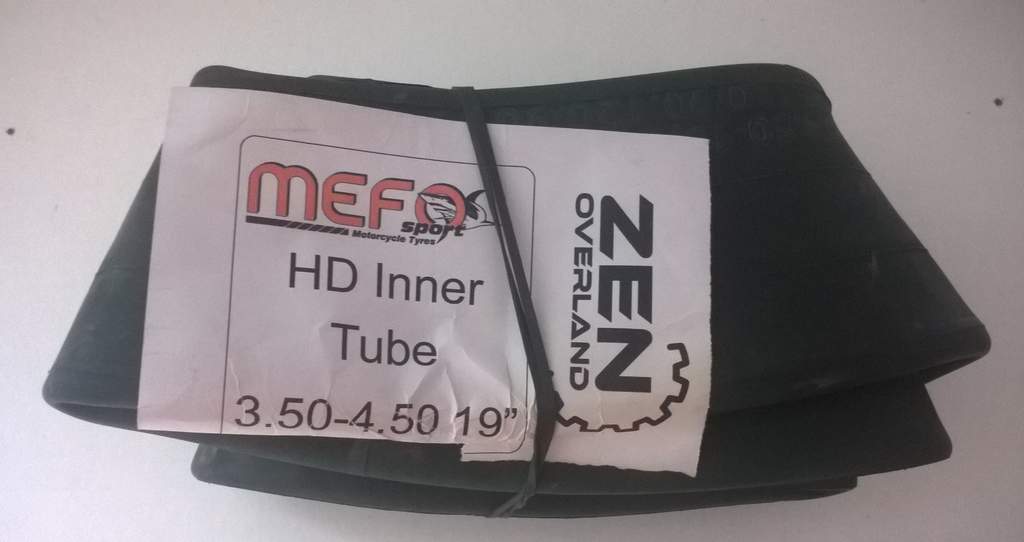 MEFO
sport
A Motorcycle Tyres
HD Inner
Tube
3.50-4.50 19”
ZEN
OVERLAND